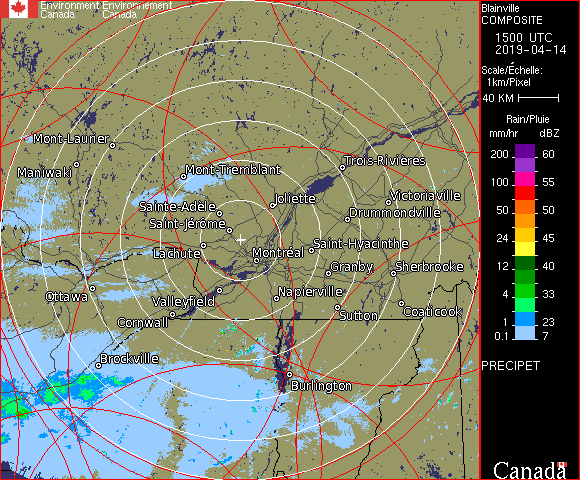 Environment Environnement
Canada Canada
Blainville
COMPOSITE
1500 UTC
2019-04-14
Scale/Échelle:
1km/Pixel
40 KM
Rain/Pluie
mm/hr dBZ
200 60
100 55
50 50
24 45
12 40
4 33
1 23
0.1 7
PRECIPET
Canada
Mont-Laurier
Maniwaki
Mont-Tremblant
Trois-Rivières
Joliette
Victoriaville
Sainte-Adèle
Drummondville
Saint-Jérôme
Lachute
Montréal
Saint-Hyacinthe
Granby
Sherbrooke
Ottawa
Valleyfield
Napierville
Cornwall
Sutton
Coaticook
Brockville
Burlington